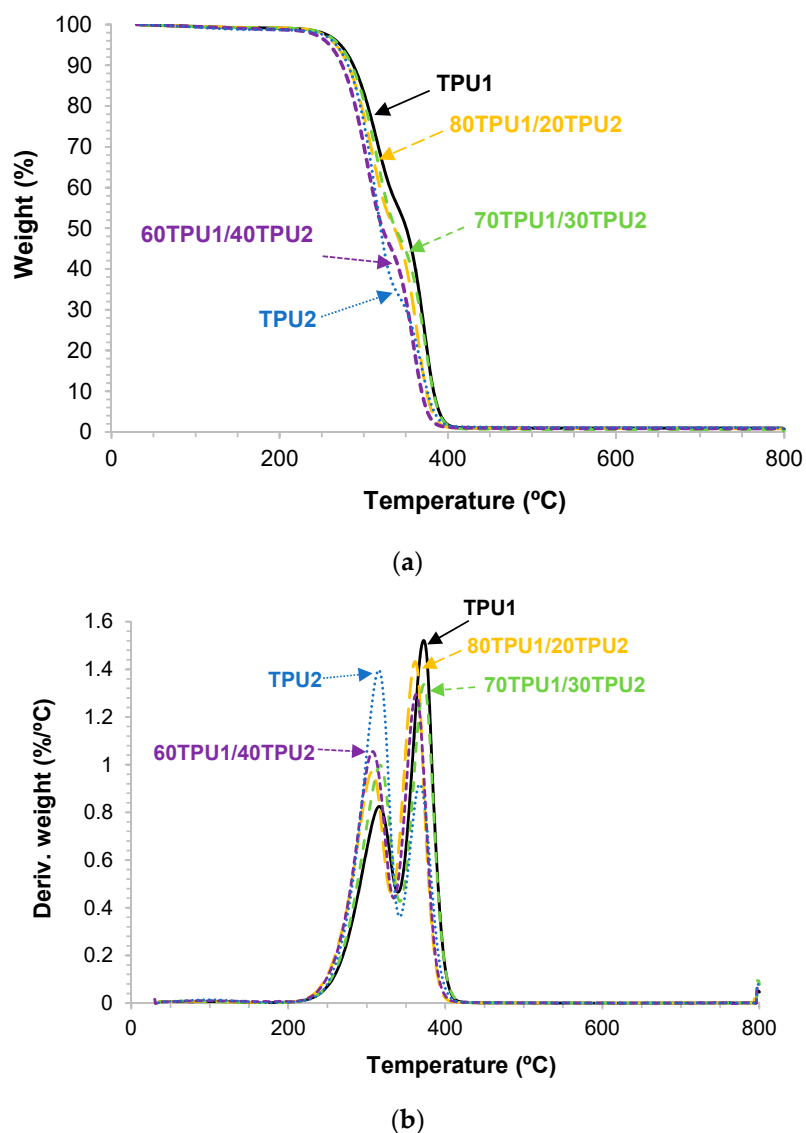 100
90
80
70
60
50
40
30
20
10
0
Weight (%)
TPU1
80TPU1/20TPU2
60TPU1/40TPU2
70TPU1/30TPU2
TPU2
0
200
400
600
800
Temperature (ºC)
(a)
1.6
1.4
1.2
1
0.8
0.6
0.4
0.2
0
Deriv. weight (%/ºC)
TPU1
80TPU1/20TPU2
TPU2
70TPU1/30TPU2
60TPU1/40TPU2
0
200
400
600
800
Temperature (ºC)
(b)